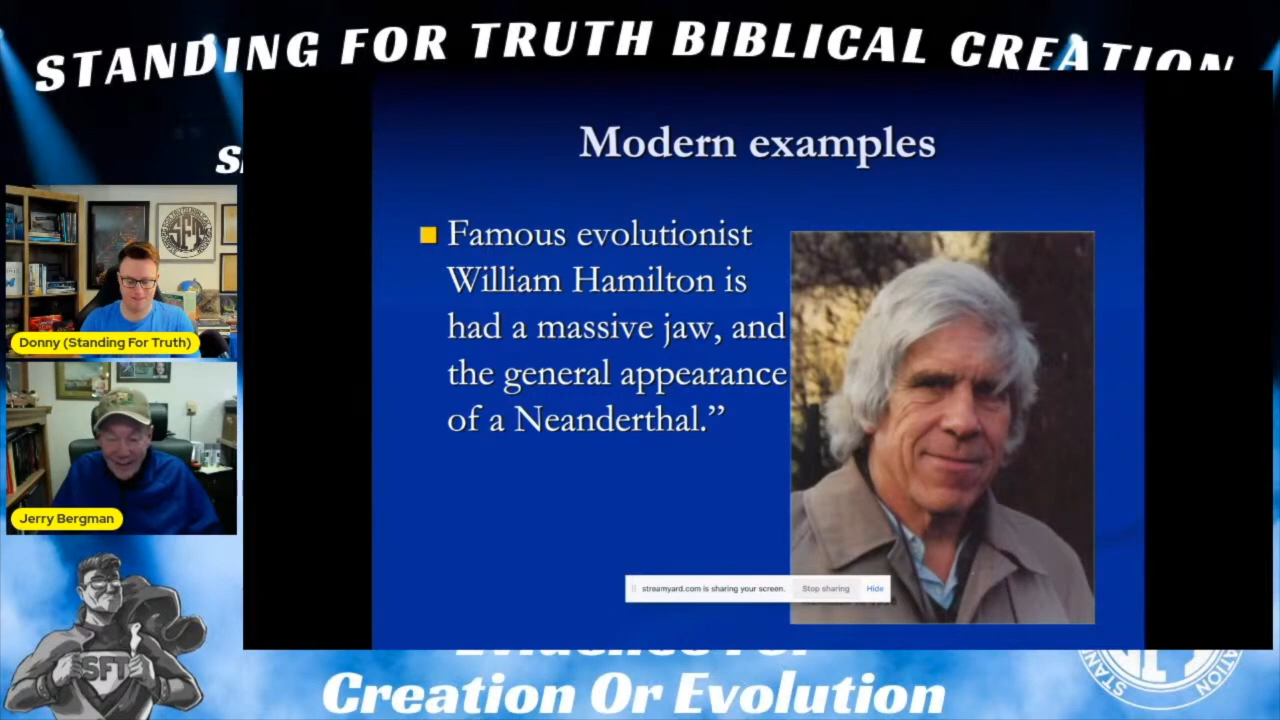 STANDING FOR TRUTH BIBLICAL CREATION
Modern examples
Famous evolutionist
William Hamilton is
had a massive jaw, and
the general appearance
of a Neanderthal.”
SFT
Donny (Standing For Truth)
Jerry Bergman
streamyard.com is sharing your screen. Stop sharing Hide
SFT
Creation Or Evolution